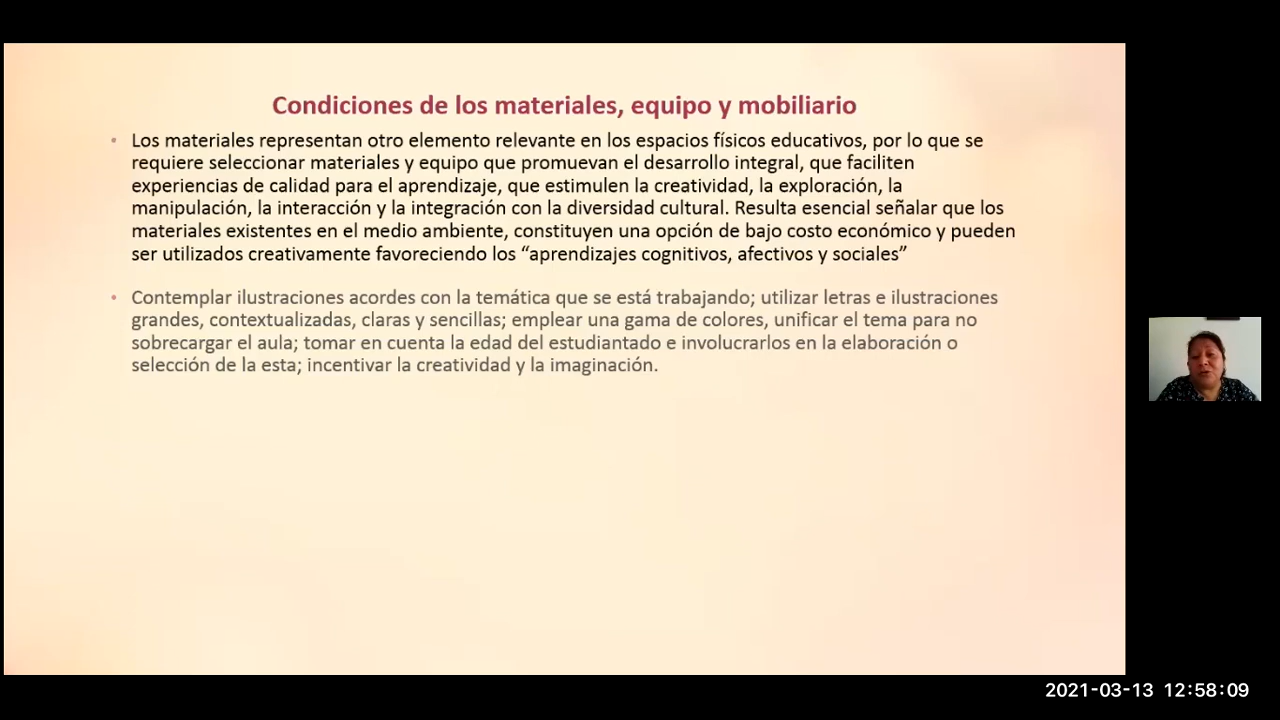 Condiciones de los materiales, equipo y mobiliario
• Los materiales representan otro elemento relevante en los espacios físicos educativos, por lo que se
requiere seleccionar materiales y equipo que promuevan el desarrollo integral, que faciliten
experiencias de calidad para el aprendizaje, que estimulen la creatividad, la exploración, la
manipulación, la interacción y la integración con la diversidad cultural. Resulta esencial señalar que los
materiales existentes en el medio ambiente, constituyen una opción de bajo costo económico y pueden
ser utilizados creativamente favoreciendo los “aprendizajes cognitivos, afectivos y sociales”
• Contemplar ilustraciones acordes con la temática que se está trabajando; utilizar letras e ilustraciones
grandes, contextualizadas, claras y sencillas; emplear una gama de colores, unificar el tema para no
sobrecargar el aula; tomar en cuenta la edad del estudiantado e involucrarlos en la elaboración o
selección de la esta; incentivar la creatividad y la imaginación.
2021-03-13 12:58:09